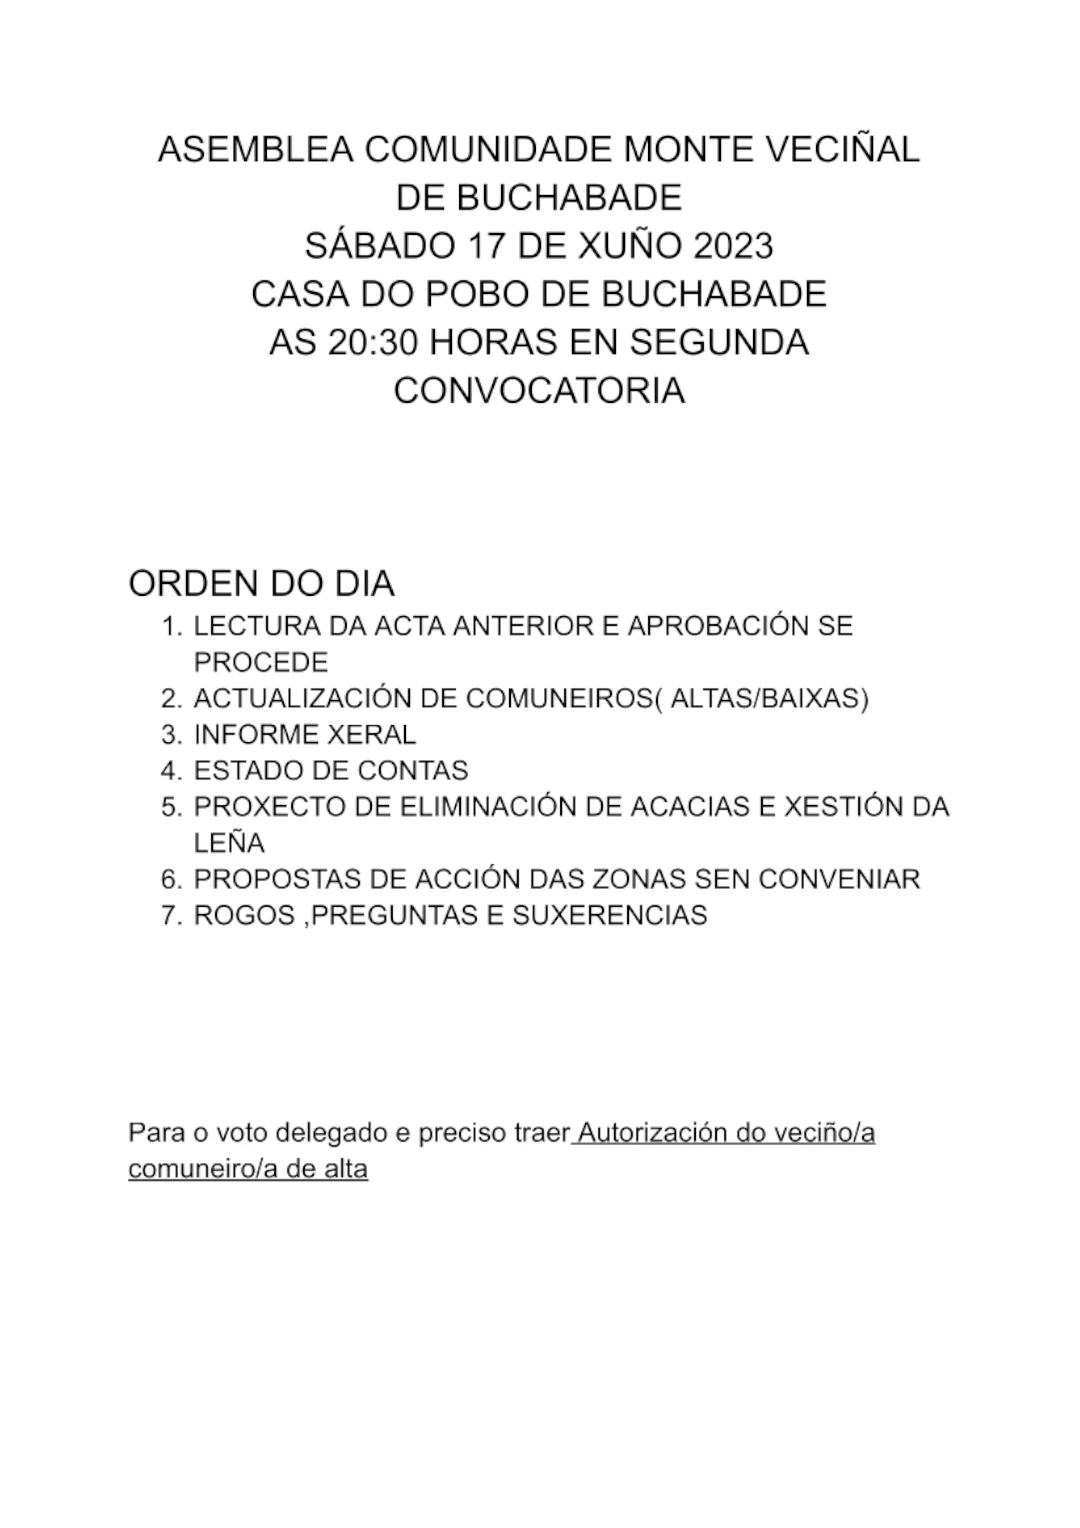 ASEMBLEA COMUNIDADE MONTE VECIÑAL
DE BUCHABADE
SÁBADO 17 DE XUÑO 2023
CASA DO POBO DE BUCHABADE
AS 20:30 HORAS EN SEGUNDA
CONVOCATORIA
ORDEN DO DIA
1. LECTURA DA ACTA ANTERIOR E APROBACIÓN SE
PROCEDE
2. ACTUALIZACIÓN DE COMUNEIROS( ALTAS/BAIXAS)
3. INFORME XERAL
4. ESTADO DE CONTAS
5. PROXECTO DE ELIMINACIÓN DE ACACIAS E XESTIÓN DA
LEÑA
6. PROPOSTAS DE ACCIÓN DAS ZONAS SEN CONVENIAR
7. ROGOS ,PREGUNTAS E SUXERENCIAS
Para o voto delegado e preciso traer Autorización do veciño/a
comuneiro/a de alta